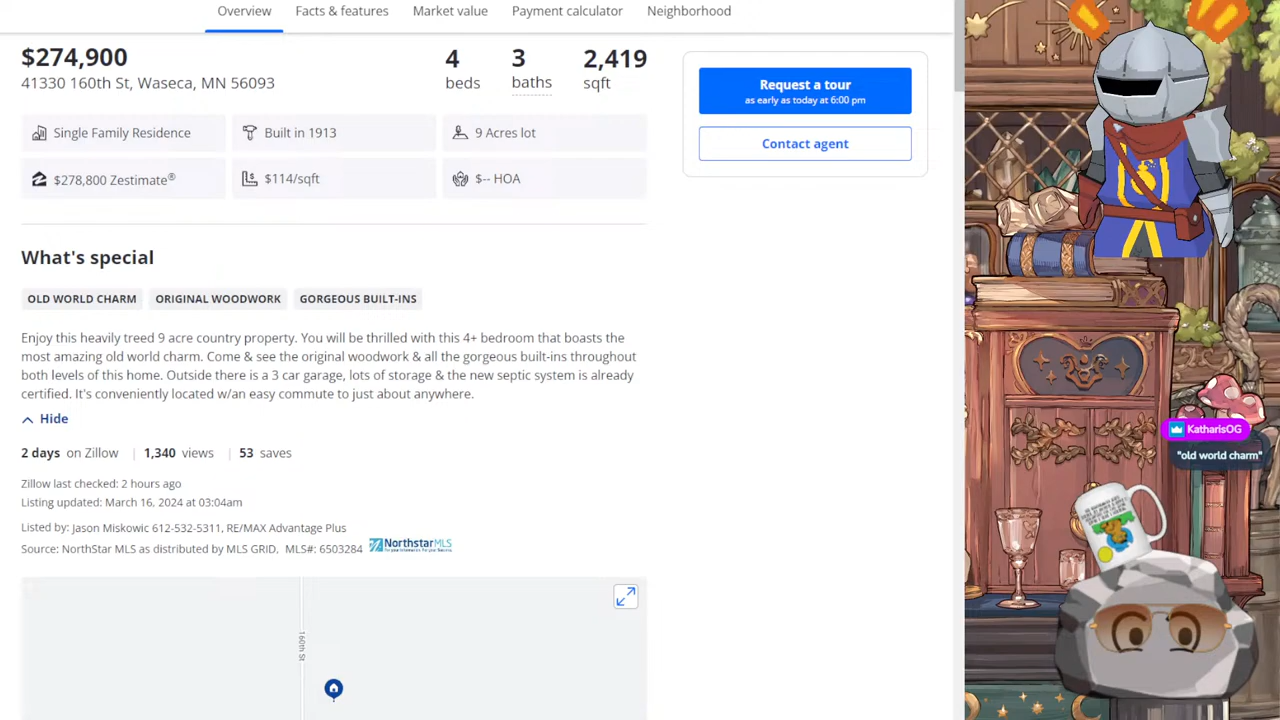 Overview
Facts & features
Market value
Payment calculator
Neighborhood
$274,900
41330 160th St, Waseca, MN 56093
4
beds
3
baths
2,419
sqft
Request a tour
as early as today at 6:00 pm
Contact agent
Single Family Residence
Built in 1913
9 Acres lot
$278,800 Zestimate®
$114/sqft
$-- HOA
What's special
OLD WORLD CHARM
ORIGINAL WOODWORK
GORGEOUS BUILT-INS
Enjoy this heavily treed 9 acre country property. You will be thrilled with this 4+ bedroom that boasts the
most amazing old world charm. Come & see the original woodwork & all the gorgeous built-ins throughout
both levels of this home. Outside there is a 3 car garage, lots of storage & the new septic system is already
certified. It's conveniently located w/an easy commute to just about anywhere.
Hide
2 days on Zillow | 1,340 views | 53 saves
Zillow last checked: 2 hours ago
Listing updated: March 16, 2024 at 03:04am
Listed by: Jason Miskowic 612-532-5311, RE/MAX Advantage Plus
Source: NorthStar MLS as distributed by MLS GRID, MLS#: 6503284
NorthstarMLS
160th St
KatharisOG
"old world charm"